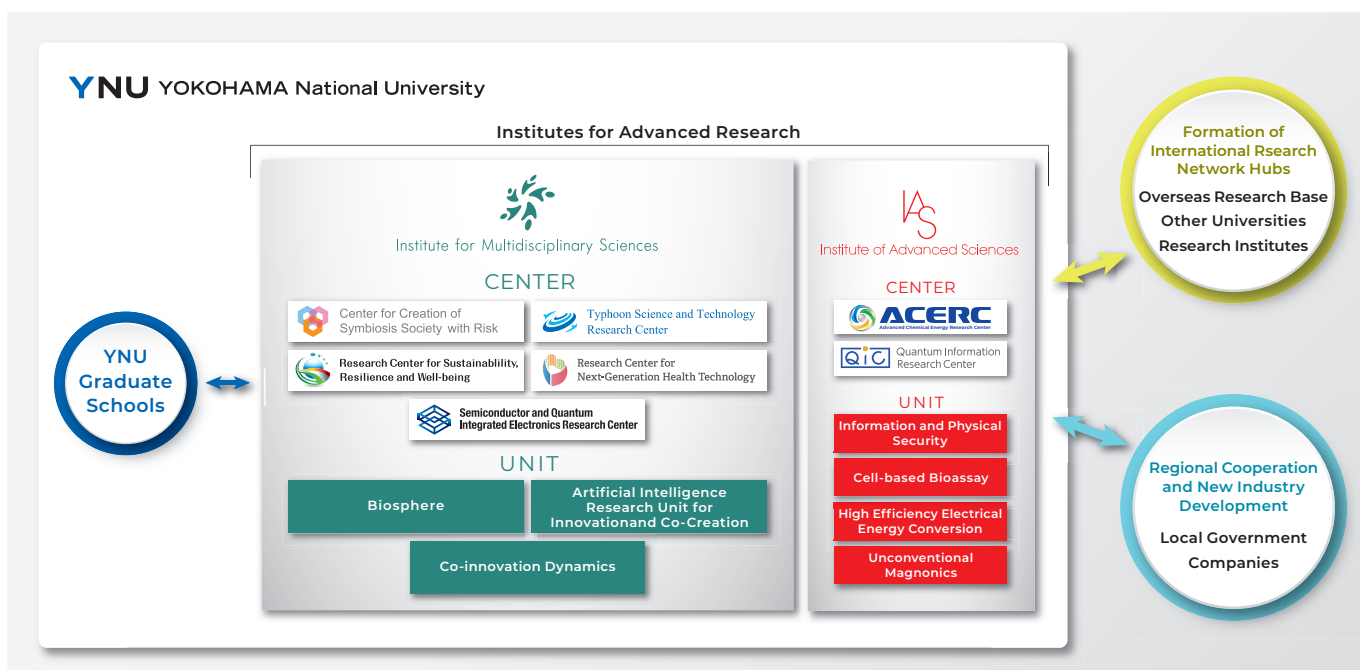 YNU YOKOHAMA National University
Institutes for Advanced Research
Institute for Multidisciplinary Sciences
CENTER
Center for Creation of
Symbiosis Society with Risk
Typhoon Science and Technology
Research Center
Research Center for Sustainability,
Resilience and Well-being
Research Center for
Next-Generation Health Technology
Semiconductor and Quantum
Integrated Electronics Research Center
UNIT
Biosphere
Artificial Intelligence
Research Unit for
Innovationand Co-Creation
Co-innovation Dynamics
IAS
Institute of Advanced Sciences
CENTER
ACERC
Advanced Chemical Energy Research Center
QiC
Quantum Information
Research Center
UNIT
Information and Physical
Security
Cell-based Bioassay
High Efficiency Electrical
Energy Conversion
Unconventional
Magnonics
YNU
Graduate
Schools
Formation of
International Rsearch
Network Hubs
Overseas Research Base
Other Universities
Research Institutes
Regional Cooperation
and New Industry
Development
Local Government
Companies